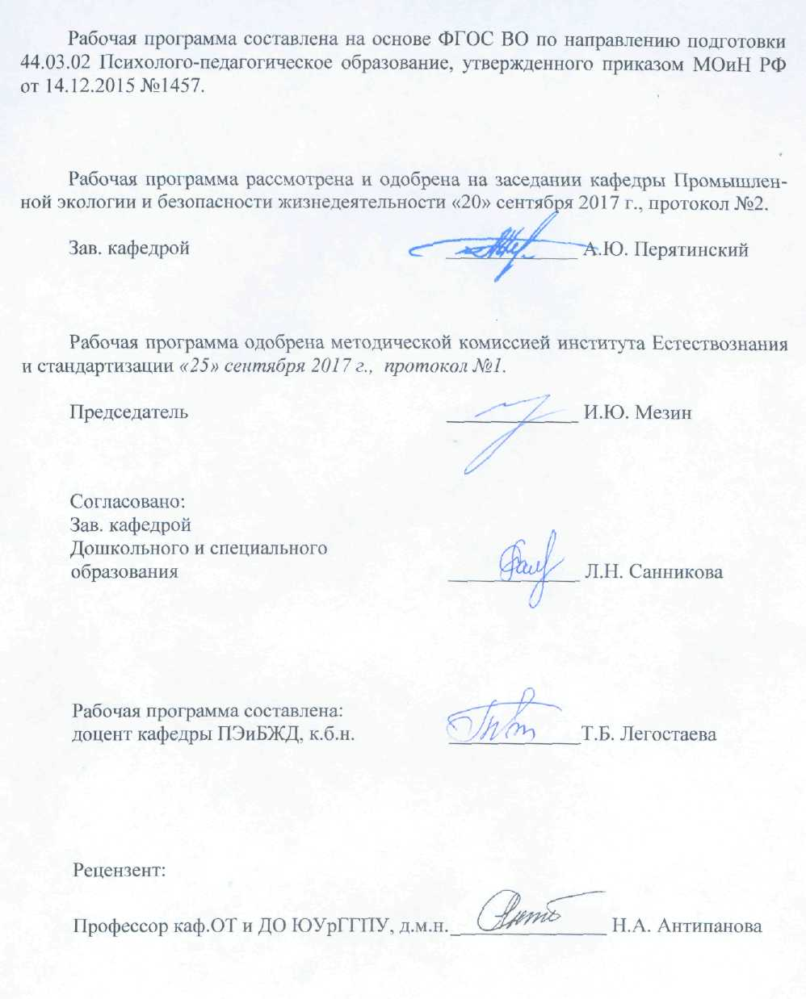 Рабочая программа составлена на основе ФГОС ВО по направлению подготовки
44.03.02 Психолого-педагогическое образование, утвержденного приказом МОиН РФ
от 14.12.2015 №1457.
Рабочая программа рассмотрена и одобрена на заседании кафедры Промышлен-
ной экологии и безопасности жизнедеятельности «20» сентября 2017 г., протокол №2.
Зав. кафедрой А.Ю. Перятинский
Рабочая программа одобрена методической комиссией института Естествознания
и стандартизации «25» сентября 2017 г., протокол №1.
Председатель И.Ю. Мезин
Согласовано:
Зав. кафедрой
Дошкольного и специального
образования Л.Н. Санникова
Рабочая программа составлена:
доцент кафедры ПЭиБЖД, к.б.н. Т.Б. Легостаева
Рецензент:
Профессор каф.ОТ и ДО ЮУрГГПУ, д.м.н. Н.А. Антипанова